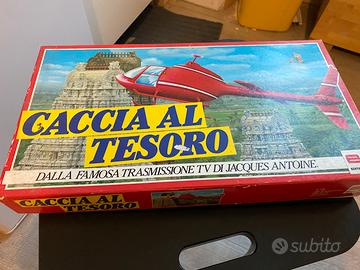 CACCIA AL
TESORO
DALLA FAMOSA TRASMISSIONE TV DI JACQUES ANTOINE.
CACCIA AL
TESORO
subito